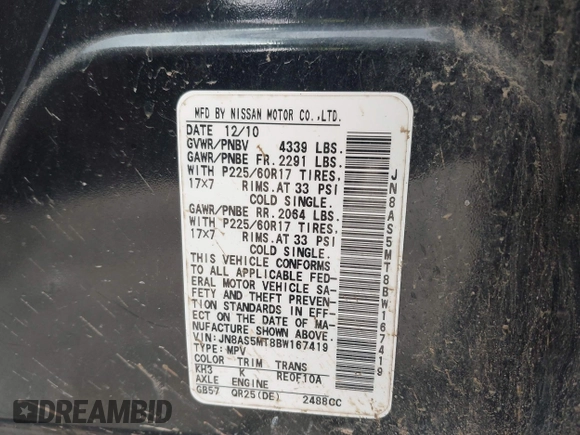 MFD BY NISSAN MOTOR CO.,LTD.
DATE 12/10
GVWR/PNBV 4339 LBS.
GAWR/PNBE FR. 2291 LBS.
WITH P225/60R17 TIRES,
17X7 RIMS. AT 33 PSI
COLD SINGLE.
GAWR/PNBE RR. 2064 LBS.
WITH P225/60R17 TIRES,
17X7 RIMS. AT 33 PSI
COLD SINGLE.
THIS VEHICLE CONFORMS
TO ALL APPLICABLE FED-
ERAL MOTOR VEHICLE SA-
FETY AND THEFT PREVEN-
TION STANDARDS IN
EFFECT ON THE DATE OF
MANUFACTURE SHOWN ABOVE.
VIN: JN8AS5MT8BW167419
TYPE: MPV
COLOR TRIM TRANS
KH3 K RE0F10A
AXLE ENGINE
GB57 QR25(DE) 2488CC
JN8AS5MT8BW167419
DREAMBID